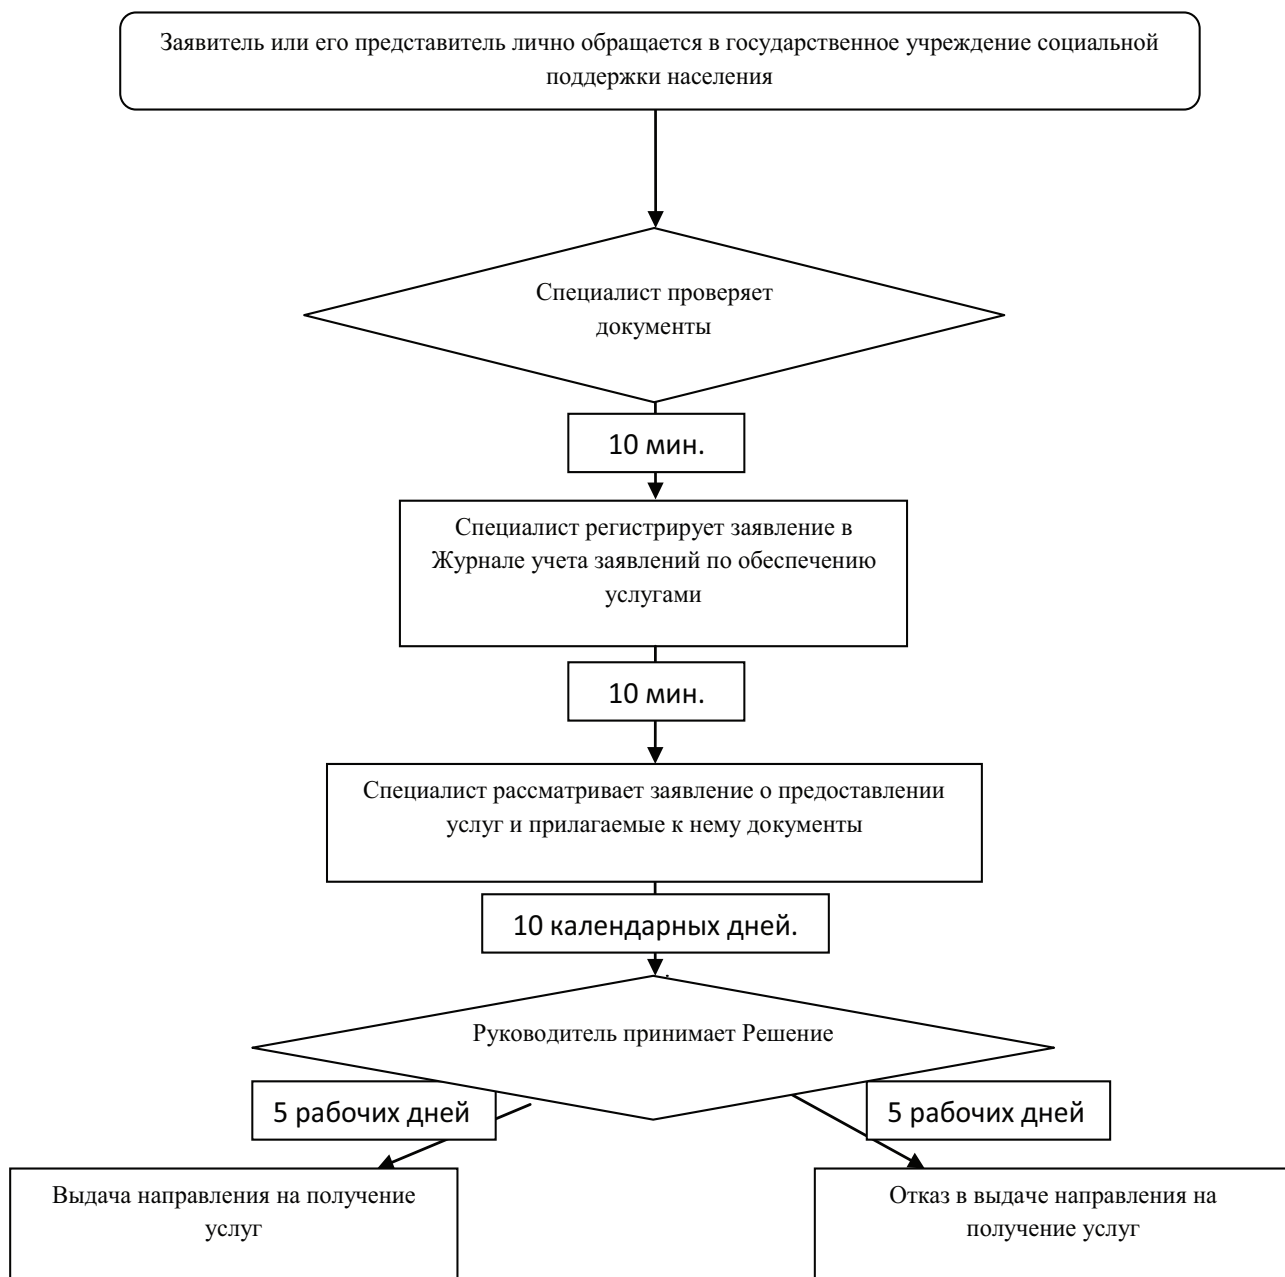 Заявитель или его представитель лично обращается в государственное учреждение социальной
поддержки населения
Специалист проверяет
документы
10 мин.
Специалист регистрирует заявление в
Журнале учета заявлений по обеспечению
услугами
10 мин.
Специалист рассматривает заявление о предоставлении
услуг и прилагаемые к нему документы
10 календарных дней.
.
Руководитель принимает Решение
5 рабочих дней
5 рабочих дней
Выдача направления на получение
услуг
Отказ в выдаче направления на
получение услуг